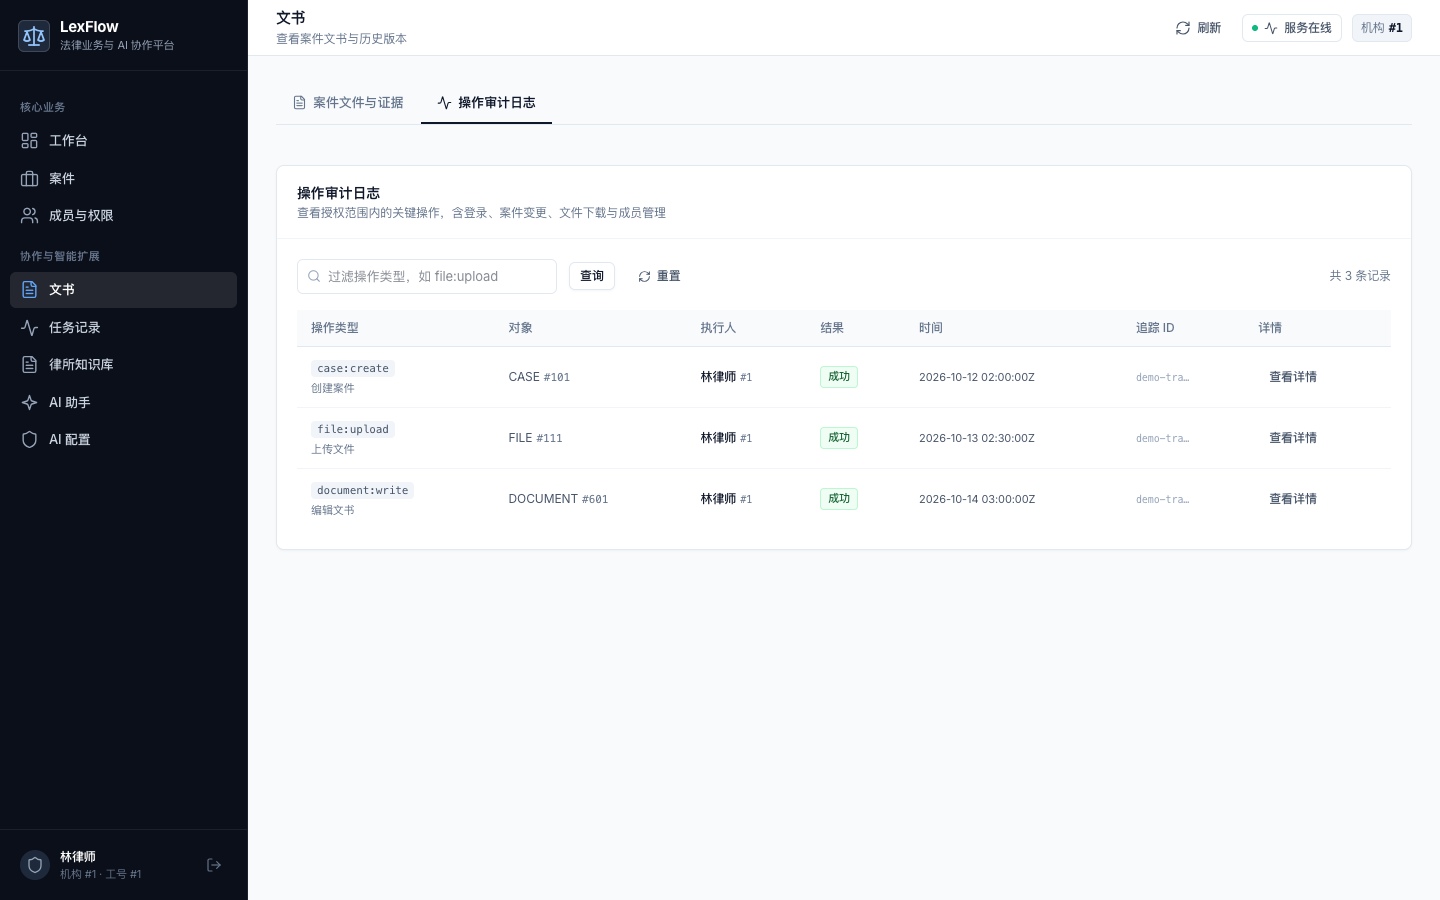 LexFlow
法律业务与 AI 协作平台
核心业务
工作台
案件
成员与权限
协作与智能扩展
文书
任务记录
律所知识库
AI 助手
AI 配置
林律师
机构 #1 · 工号 #1
文书
查看案件文书与历史版本
刷新
服务在线
机构 #1
案件文件与证据
操作审计日志
操作审计日志
查看授权范围内的关键操作，含登录、案件变更、文件下载与成员管理
过滤操作类型，如 file:upload
查询
重置
共 3 条记录
操作类型 对象 执行人 结果 时间 追踪 ID 详情
case:create
创建案件
CASE #101 林律师 #1 成功 2026-10-12 02:00:00Z demo-tra… 查看详情
file:upload
上传文件
FILE #111 林律师 #1 成功 2026-10-13 02:30:00Z demo-tra… 查看详情
document:write
编辑文书
DOCUMENT #601 林律师 #1 成功 2026-10-14 03:00:00Z demo-tra… 查看详情